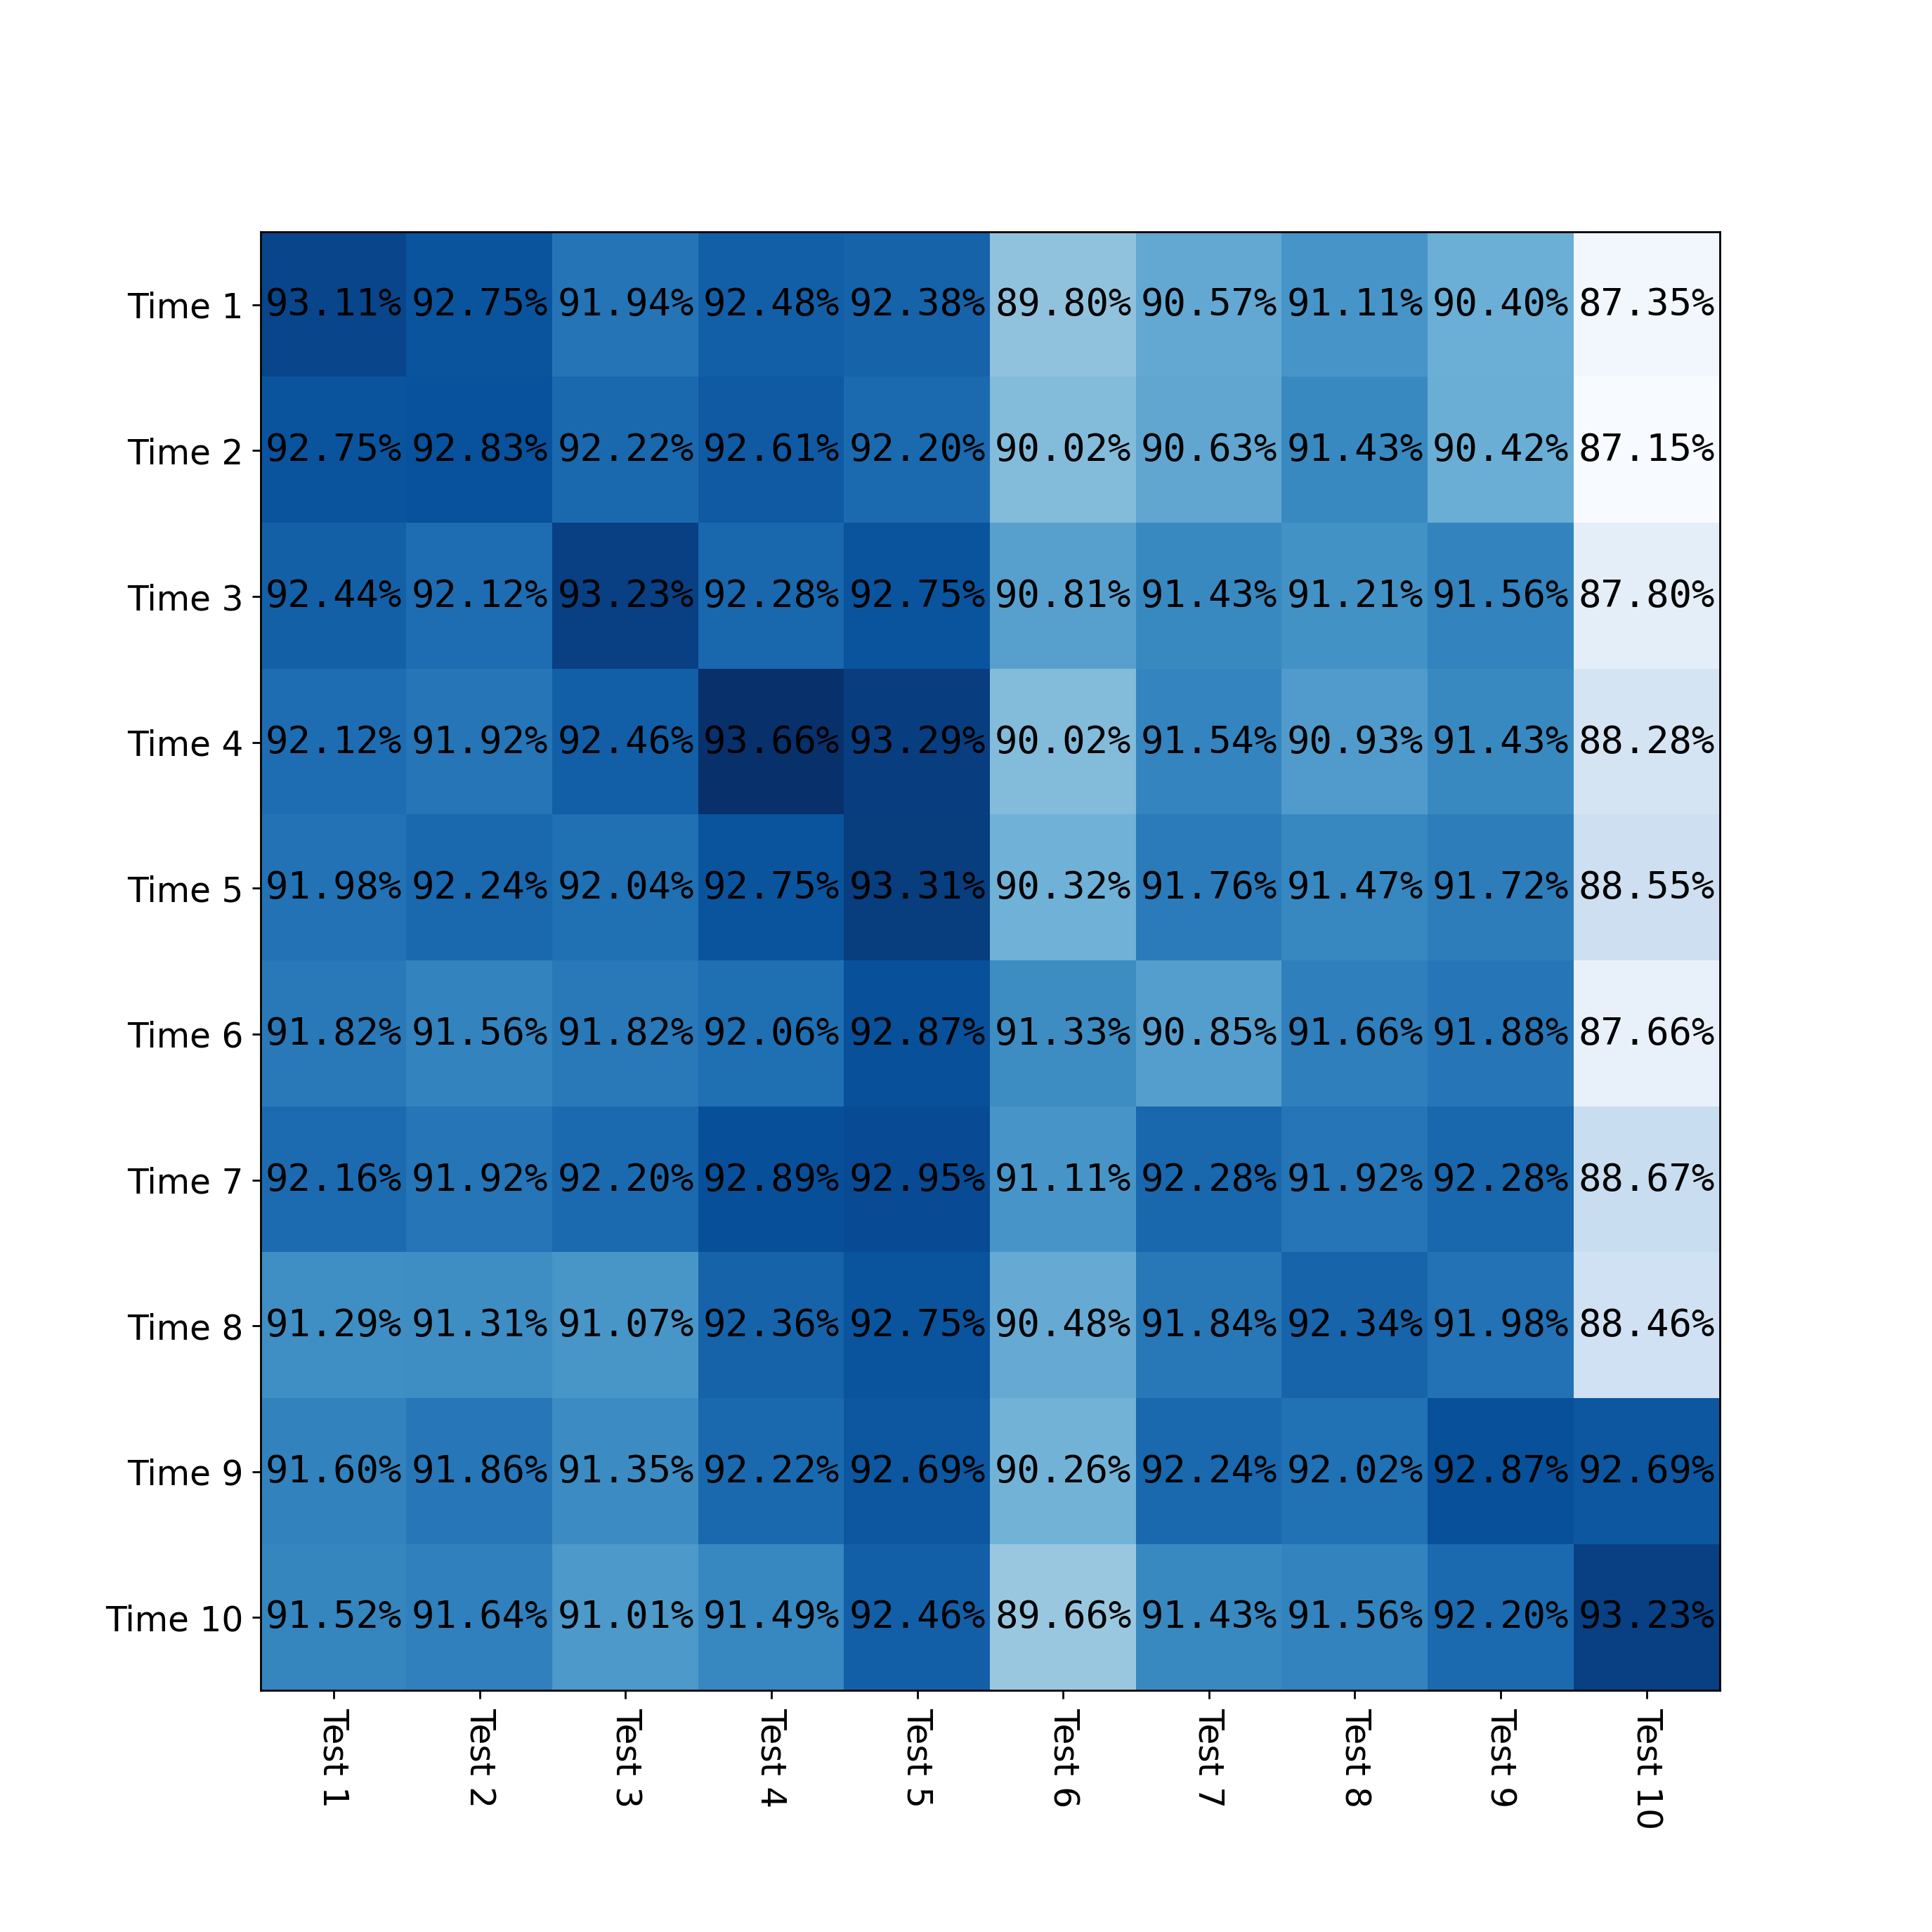 Time 1 93.11% 92.75% 91.94% 92.48% 92.38% 89.80% 90.57% 91.11% 90.40% 87.35%
Time 2 92.75% 92.83% 92.22% 92.61% 92.20% 90.02% 90.63% 91.43% 90.42% 87.15%
Time 3 92.44% 92.12% 93.23% 92.28% 92.75% 90.81% 91.43% 91.21% 91.56% 87.80%
Time 4 92.12% 91.92% 92.46% 93.66% 93.29% 90.02% 91.54% 90.93% 91.43% 88.28%
Time 5 91.98% 92.24% 92.04% 92.75% 93.31% 90.32% 91.76% 91.47% 91.72% 88.55%
Time 6 91.82% 91.56% 91.82% 92.06% 92.87% 91.33% 90.85% 91.66% 91.88% 87.66%
Time 7 92.16% 91.92% 92.20% 92.89% 92.95% 91.11% 92.28% 91.92% 92.28% 88.67%
Time 8 91.29% 91.31% 91.07% 92.36% 92.75% 90.48% 91.84% 92.34% 91.98% 88.46%
Time 9 91.60% 91.86% 91.35% 92.22% 92.69% 90.26% 92.24% 92.02% 92.87% 92.69%
Time 10 91.52% 91.64% 91.01% 91.49% 92.46% 89.66% 91.43% 91.56% 92.20% 93.23%
Test 1 Test 2 Test 3 Test 4 Test 5 Test 6 Test 7 Test 8 Test 9 Test 10